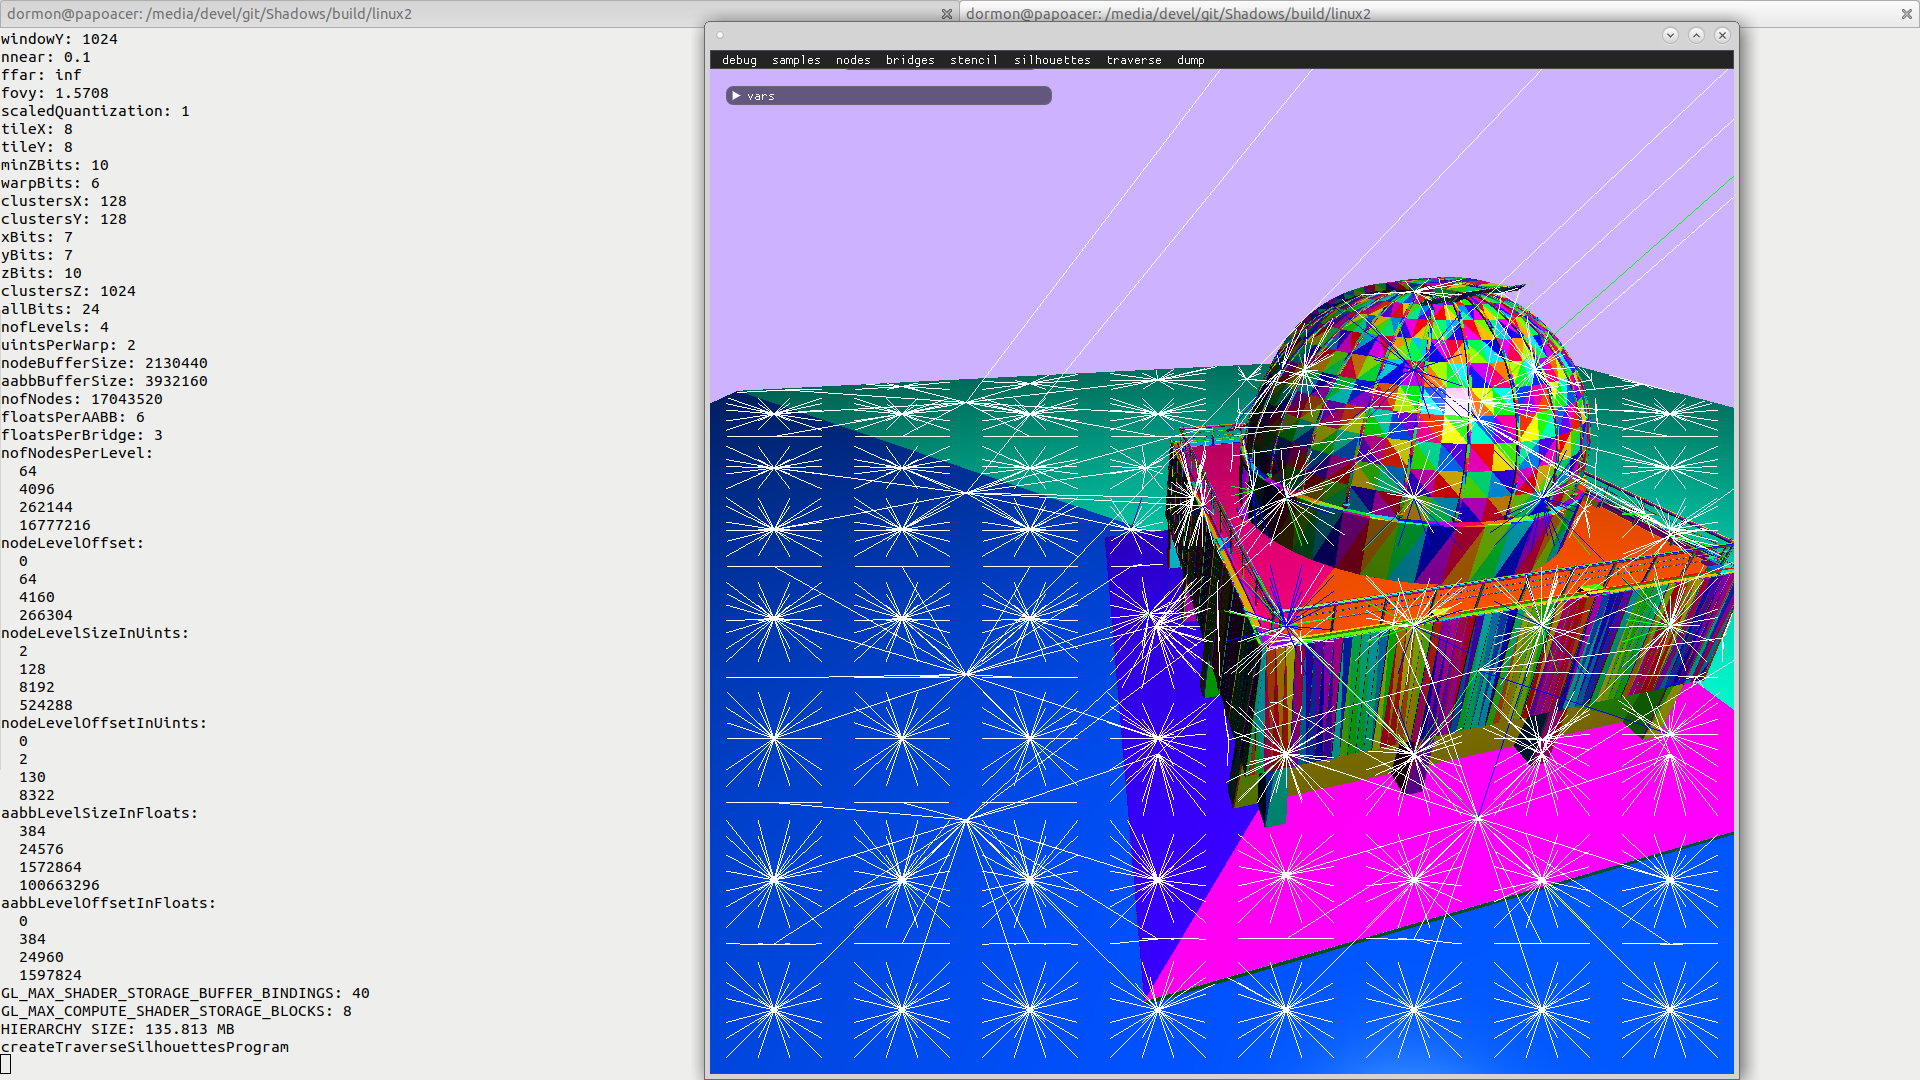 dormon@papoacer: /media/devel/git/Shadows/build/linux2
dormon@papoacer: /media/devel/git/Shadows/build/linux2
windowY: 1024
nnear: 0.1
ffar: inf
fovy: 1.5708
scaledQuantization: 1
tileX: 8
tileY: 8
minZBits: 10
warpBits: 6
clustersX: 128
clustersY: 128
xBits: 7
yBits: 7
zBits: 10
clustersZ: 1024
allBits: 24
nofLevels: 4
uintsPerWarp: 2
nodeBufferSize: 2130440
aabbBufferSize: 3932160
nofNodes: 17043520
floatsPerAABB: 6
floatsPerBridge: 3
nofNodesPerLevel:
  64
  4096
  262144
  16777216
nodeLevelOffset:
  0
  64
  4160
  266304
nodeLevelSizeInUints:
  2
  128
  8192
  524288
nodeLevelOffsetInUints:
  0
  2
  130
  8322
aabbLevelSizeInFloats:
  384
  24576
  1572864
  100663296
aabbLevelOffsetInFloats:
  0
  384
  24960
  1597824
GL_MAX_SHADER_STORAGE_BUFFER_BINDINGS: 40
GL_MAX_COMPUTE_SHADER_STORAGE_BLOCKS: 8
HIERARCHY SIZE: 135.813 MB
createTraverseSilhouettesProgram
debug samples nodes bridges stencil silhouettes traverse dump
vars